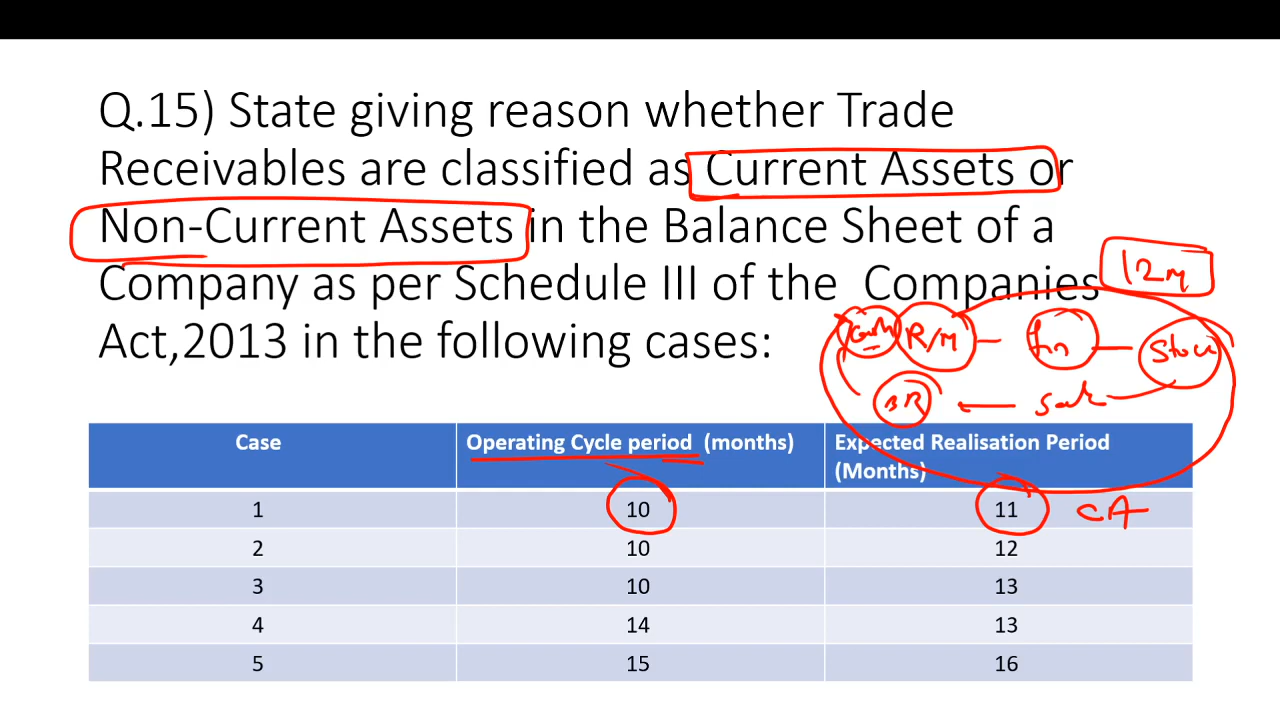 Q.15) State giving reason whether Trade
Receivables are classified as Current Assets or
Non-Current Assets in the Balance Sheet of a
Company as per Schedule III of the Companies
Act,2013 in the following cases:
12 M
Cash R/M Stock
BR Sale
Case Operating Cycle period (months) Expected Realisation Period
(Months)
1 10 11 CA
2 10 12
3 10 13
4 14 13
5 15 16